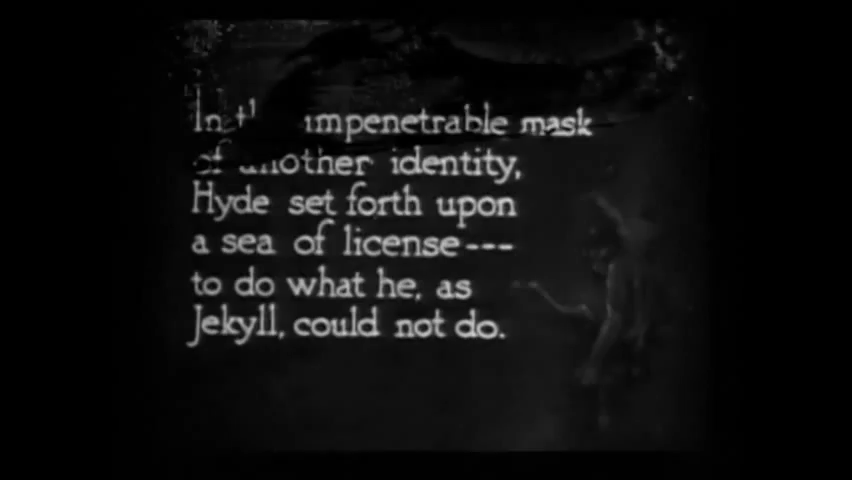 In impenetrable mask
of another identity,
Hyde set forth upon
a sea of license---
to do what he, as
Jekyll, could not do.